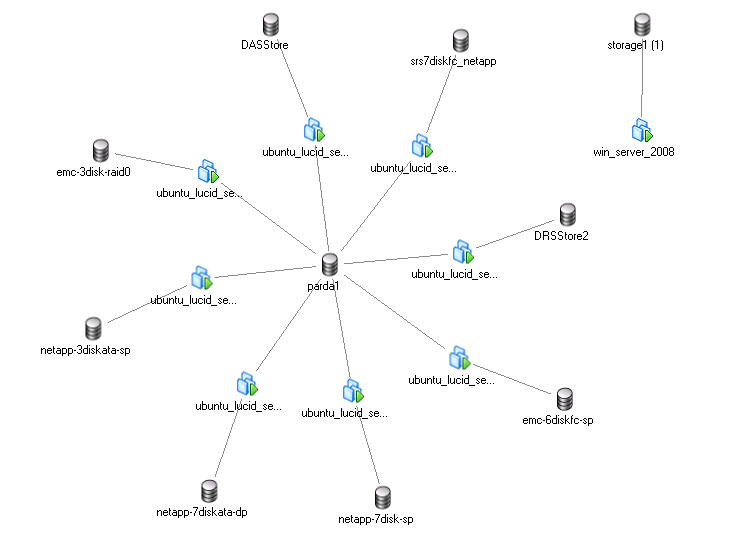 DASStore
srs7diskfc_netapp
storage1 (1)
ubuntu_lucid_se...
ubuntu_lucid_se...
win_server_2008
emc-3disk-raid0
ubuntu_lucid_se...
DRSStore2
ubuntu_lucid_se...
parda1
ubuntu_lucid_se...
netapp-3diskata-sp
ubuntu_lucid_se...
ubuntu_lucid_se...
ubuntu_lucid_se...
emc-6diskfc-sp
netapp-7diskata-dp
netapp-7disk-sp